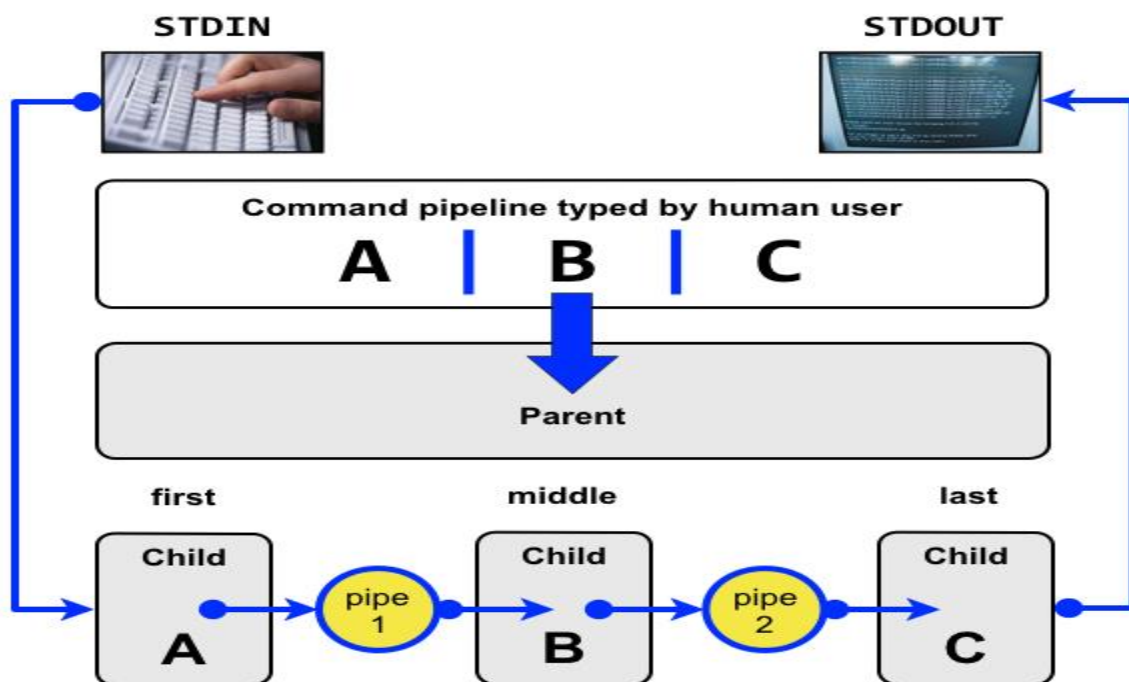 STDIN
STDOUT
Command pipeline typed by human user
A | B | C
Parent
first
middle
last
Child
A
pipe
1
Child
B
pipe
2
Child
C